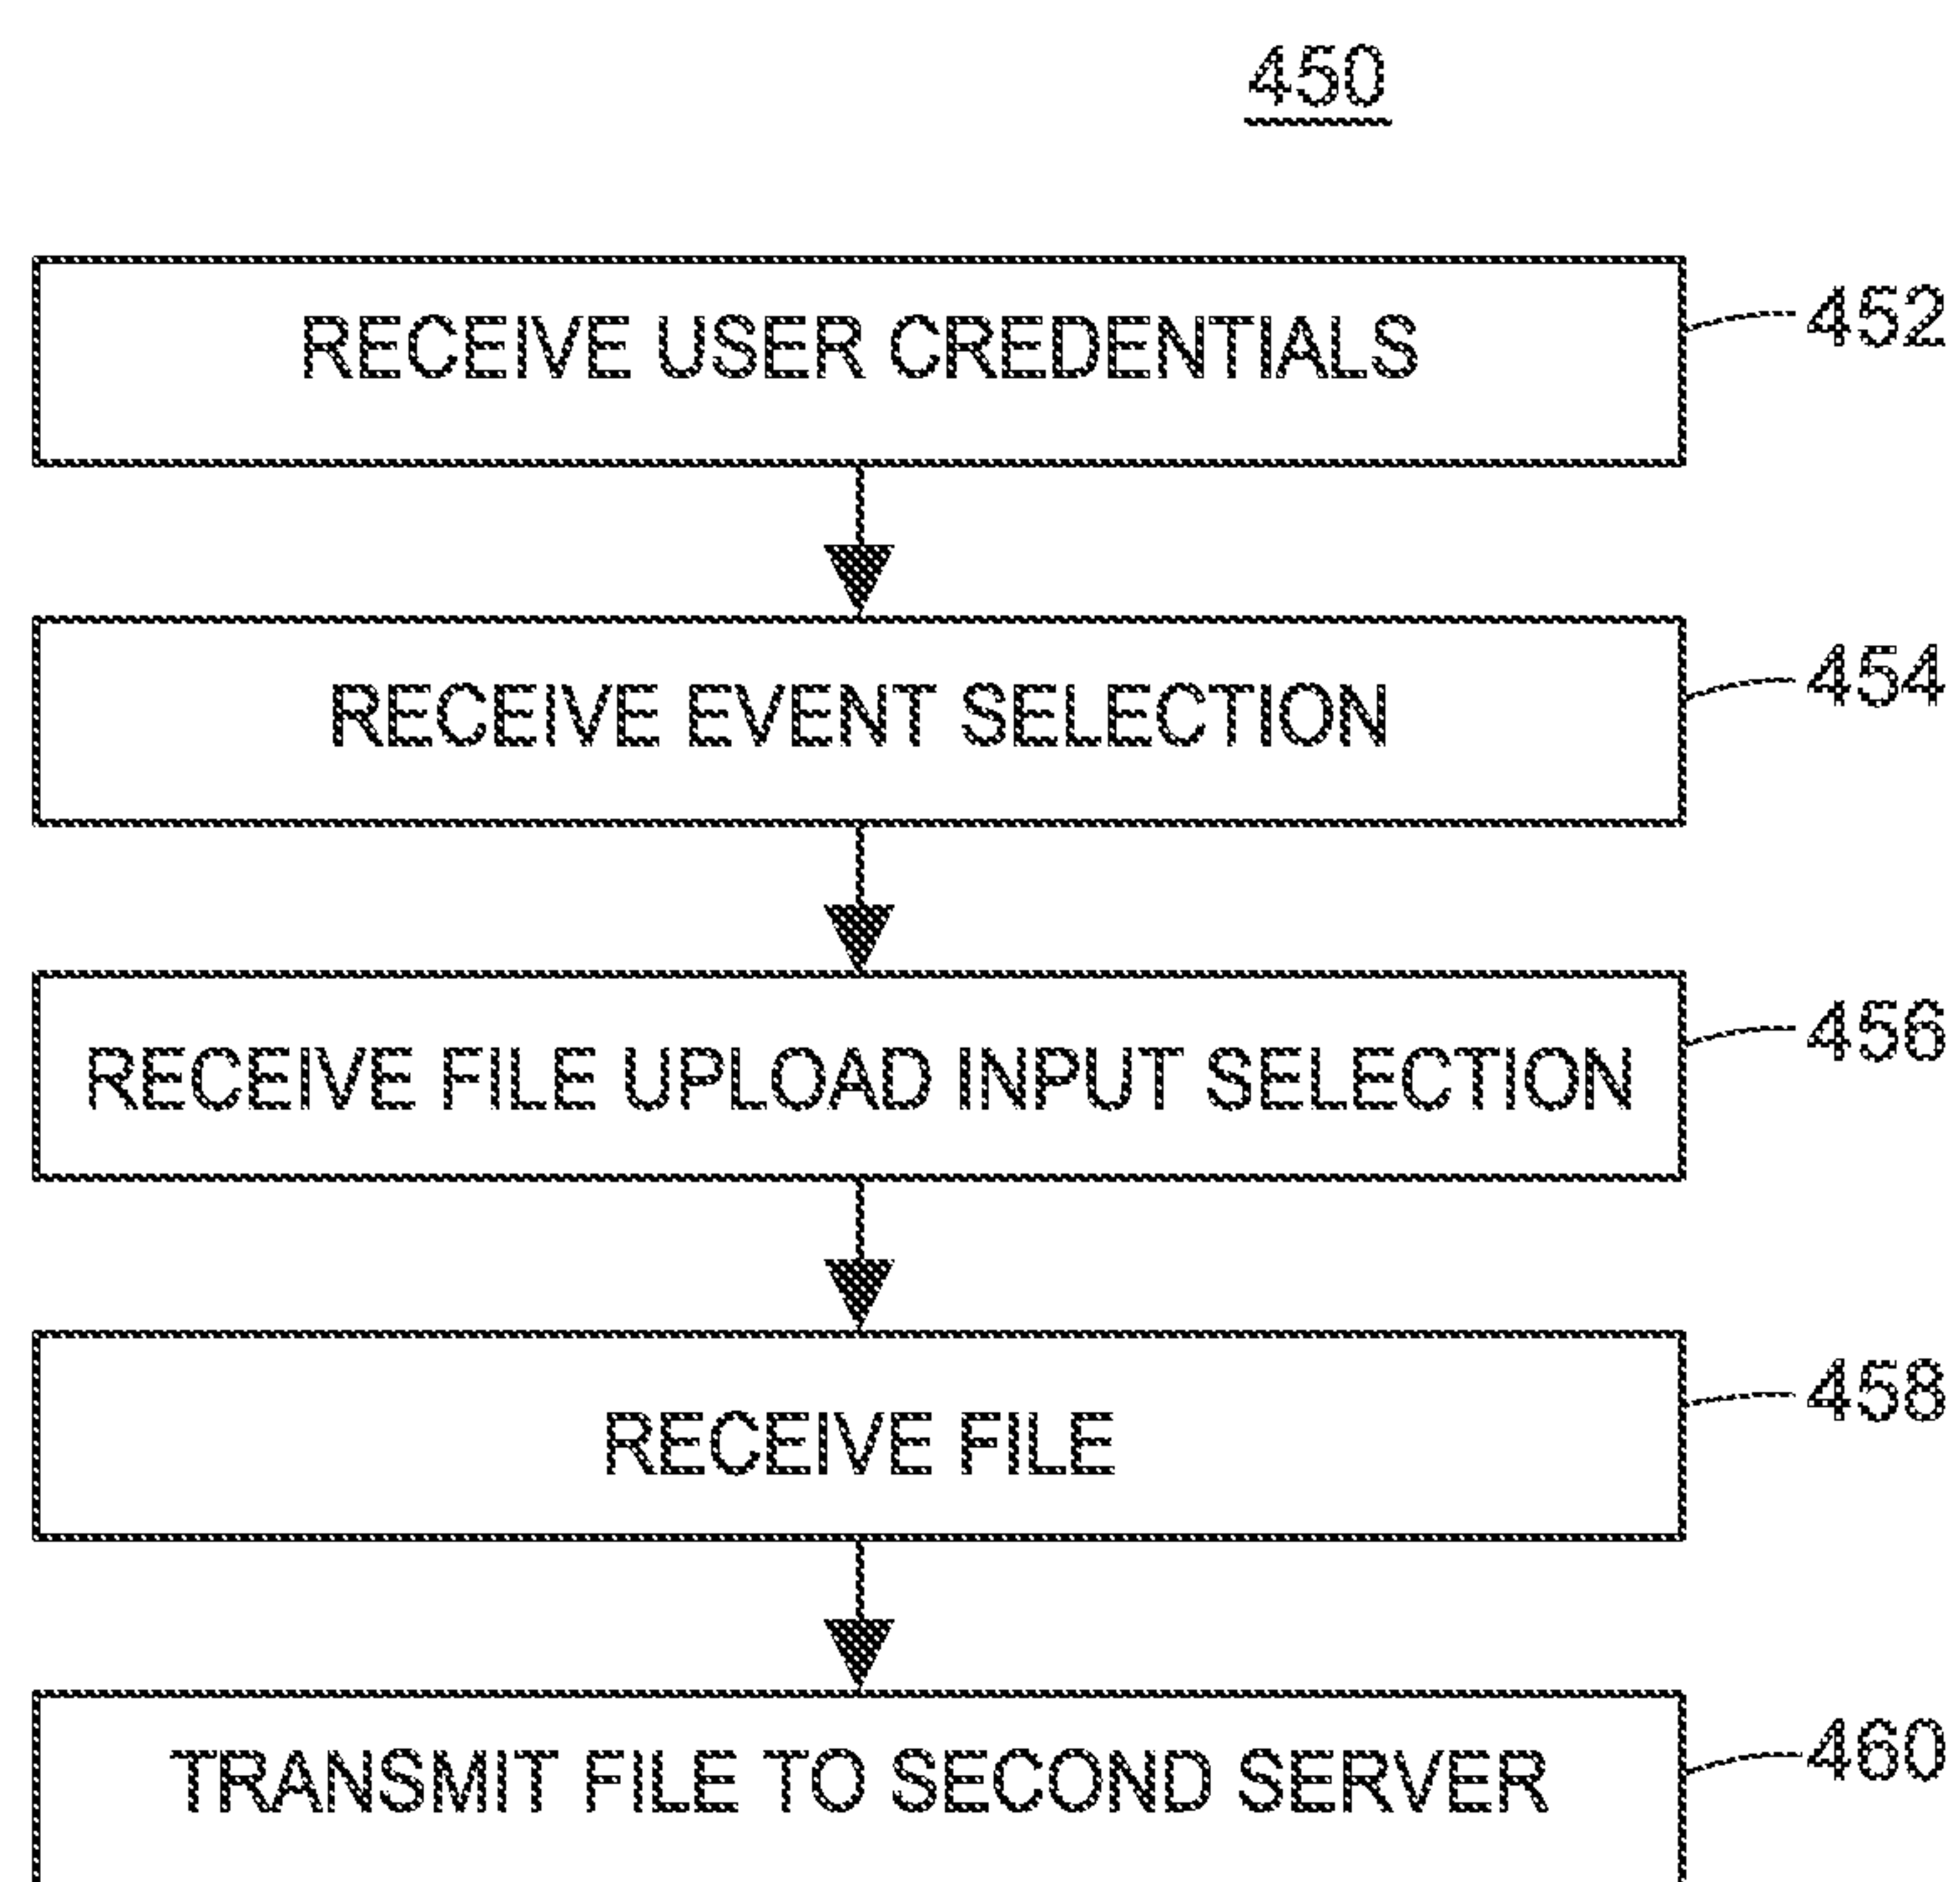 450
RECEIVE USER CREDENTIALS
452
RECEIVE EVENT SELECTION
454
RECEIVE FILE UPLOAD INPUT SELECTION
456
RECEIVE FILE
458
TRANSMIT FILE TO SECOND SERVER
460